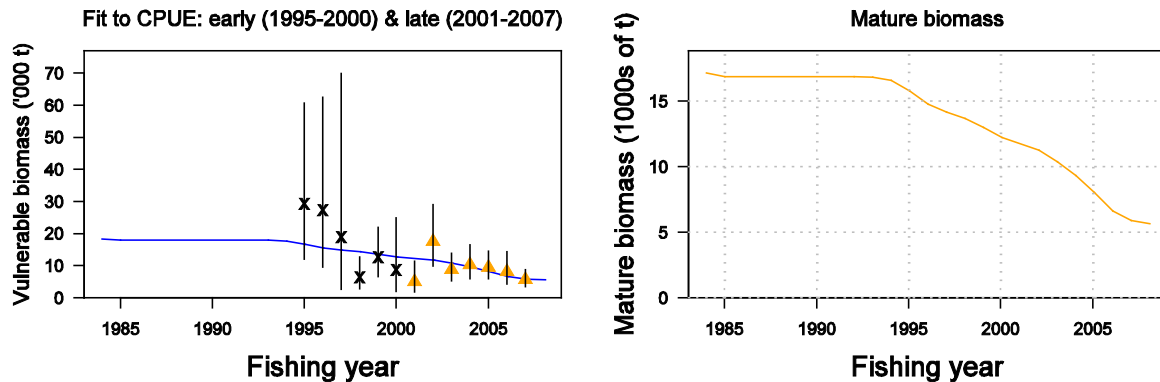 Fit to CPUE: early (1995-2000) & late (2001-2007)
Vulnerable biomass ('000 t)
70
60
50
40
30
20
10
0
1985 1990 1995 2000 2005
Fishing year
Mature biomass
Mature biomass (1000s of t)
15
10
5
0
1985 1990 1995 2000 2005
Fishing year